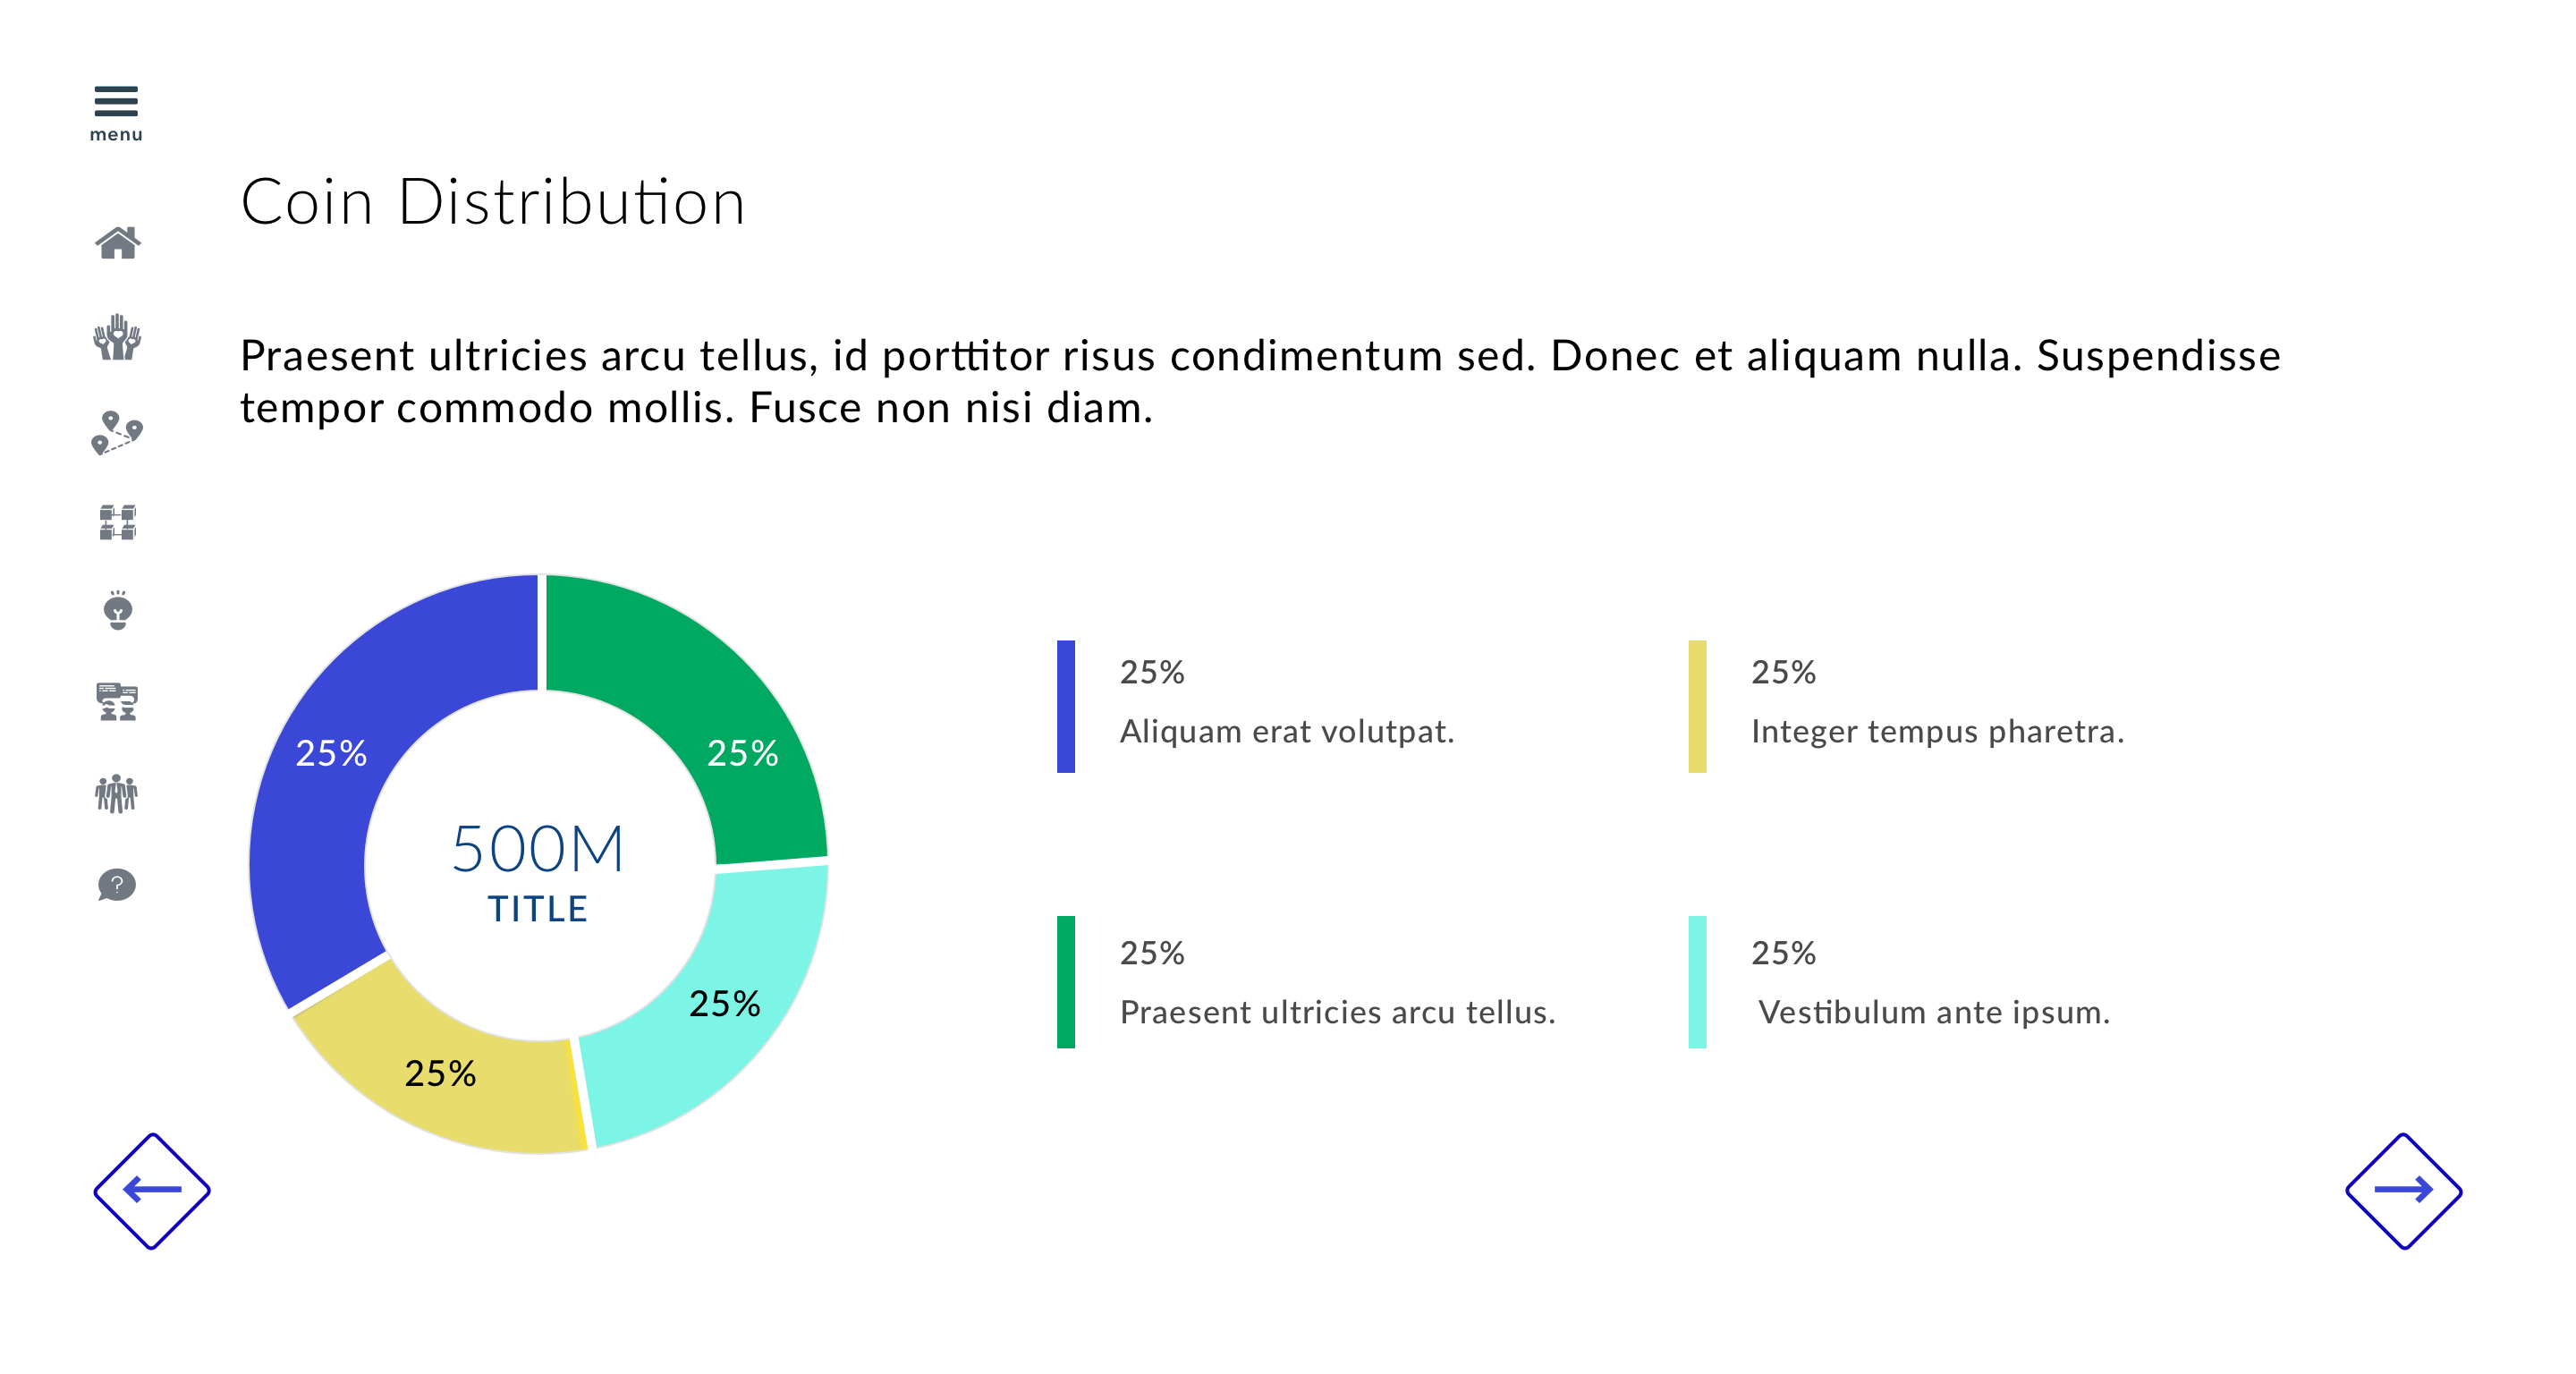 menu
Coin Distribution
Praesent ultricies arcu tellus, id porttitor risus condimentum sed. Donec et aliquam nulla. Suspendisse
tempor commodo mollis. Fusce non nisi diam.
25%
25%
500M
TITLE
25%
25%
25%
Aliquam erat volutpat.
25%
Integer tempus pharetra.
25%
Praesent ultricies arcu tellus.
25%
Vestibulum ante ipsum.
?